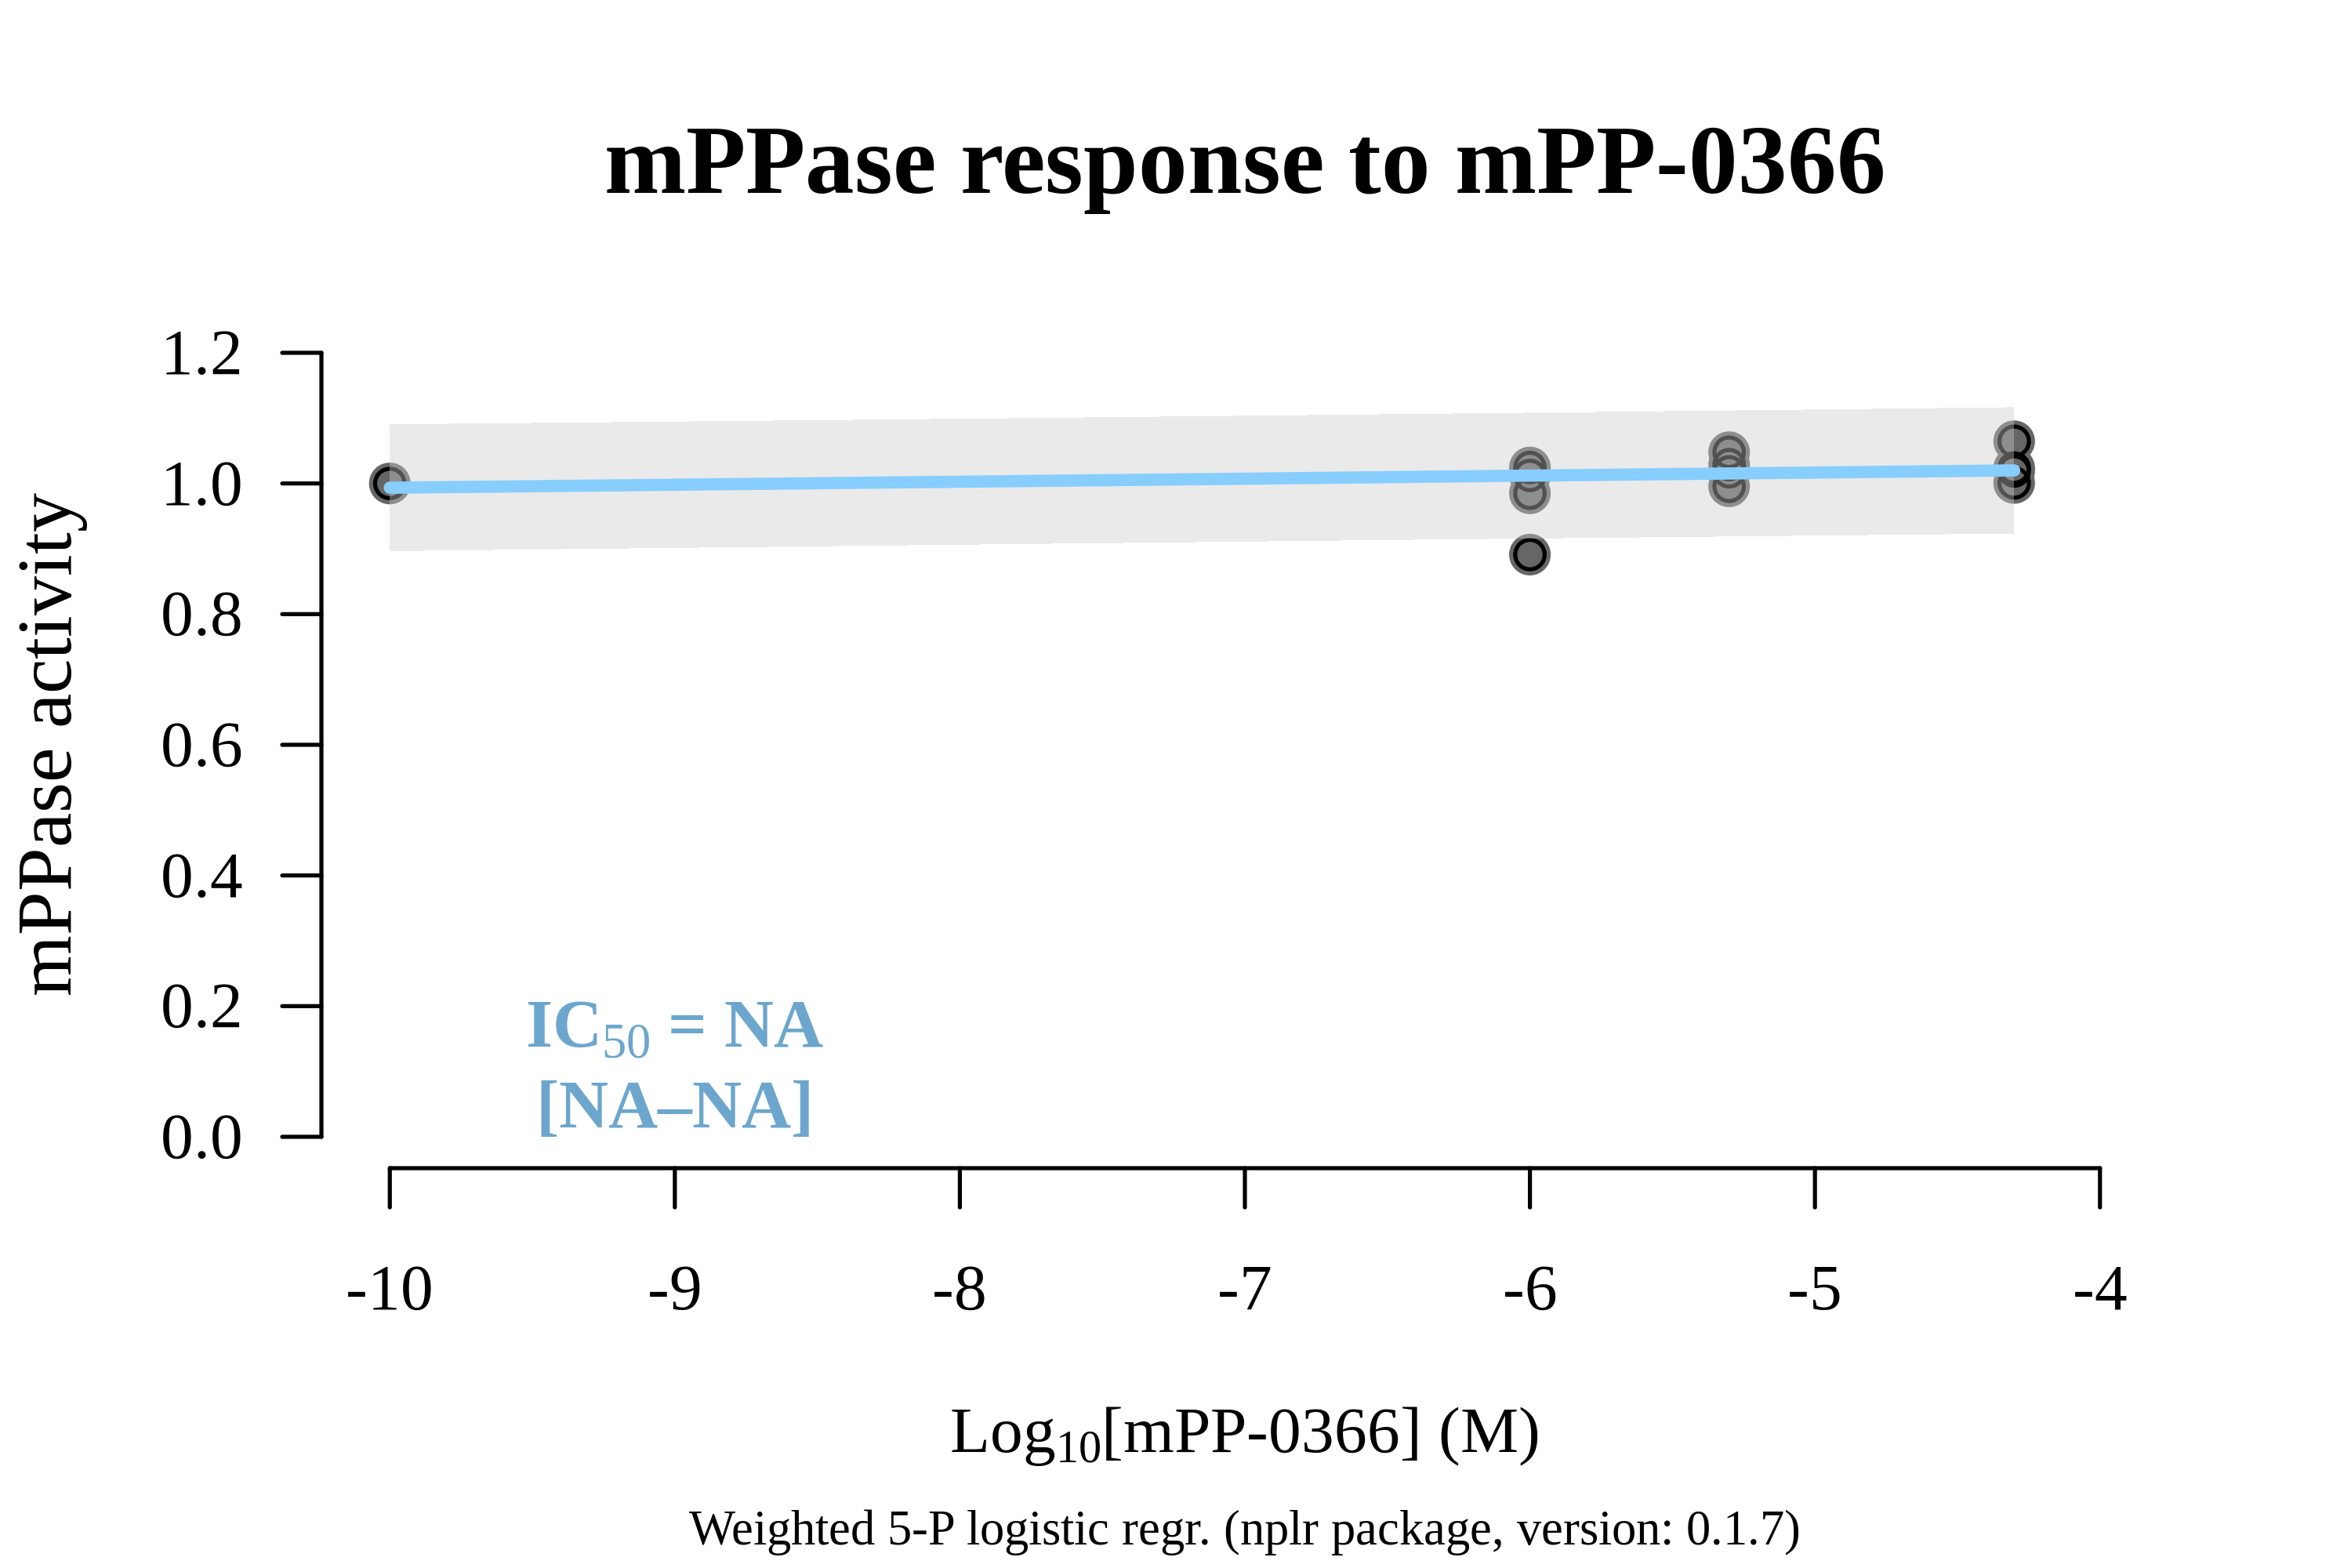 mPPase response to mPP-0366
mPPase activity
1.2
1.0
0.8
0.6
0.4
0.2
0.0
IC50 = NA
[NA–NA]
-10 -9 -8 -7 -6 -5 -4
Log10[mPP-0366] (M)
Weighted 5-P logistic regr. (nplr package, version: 0.1.7)